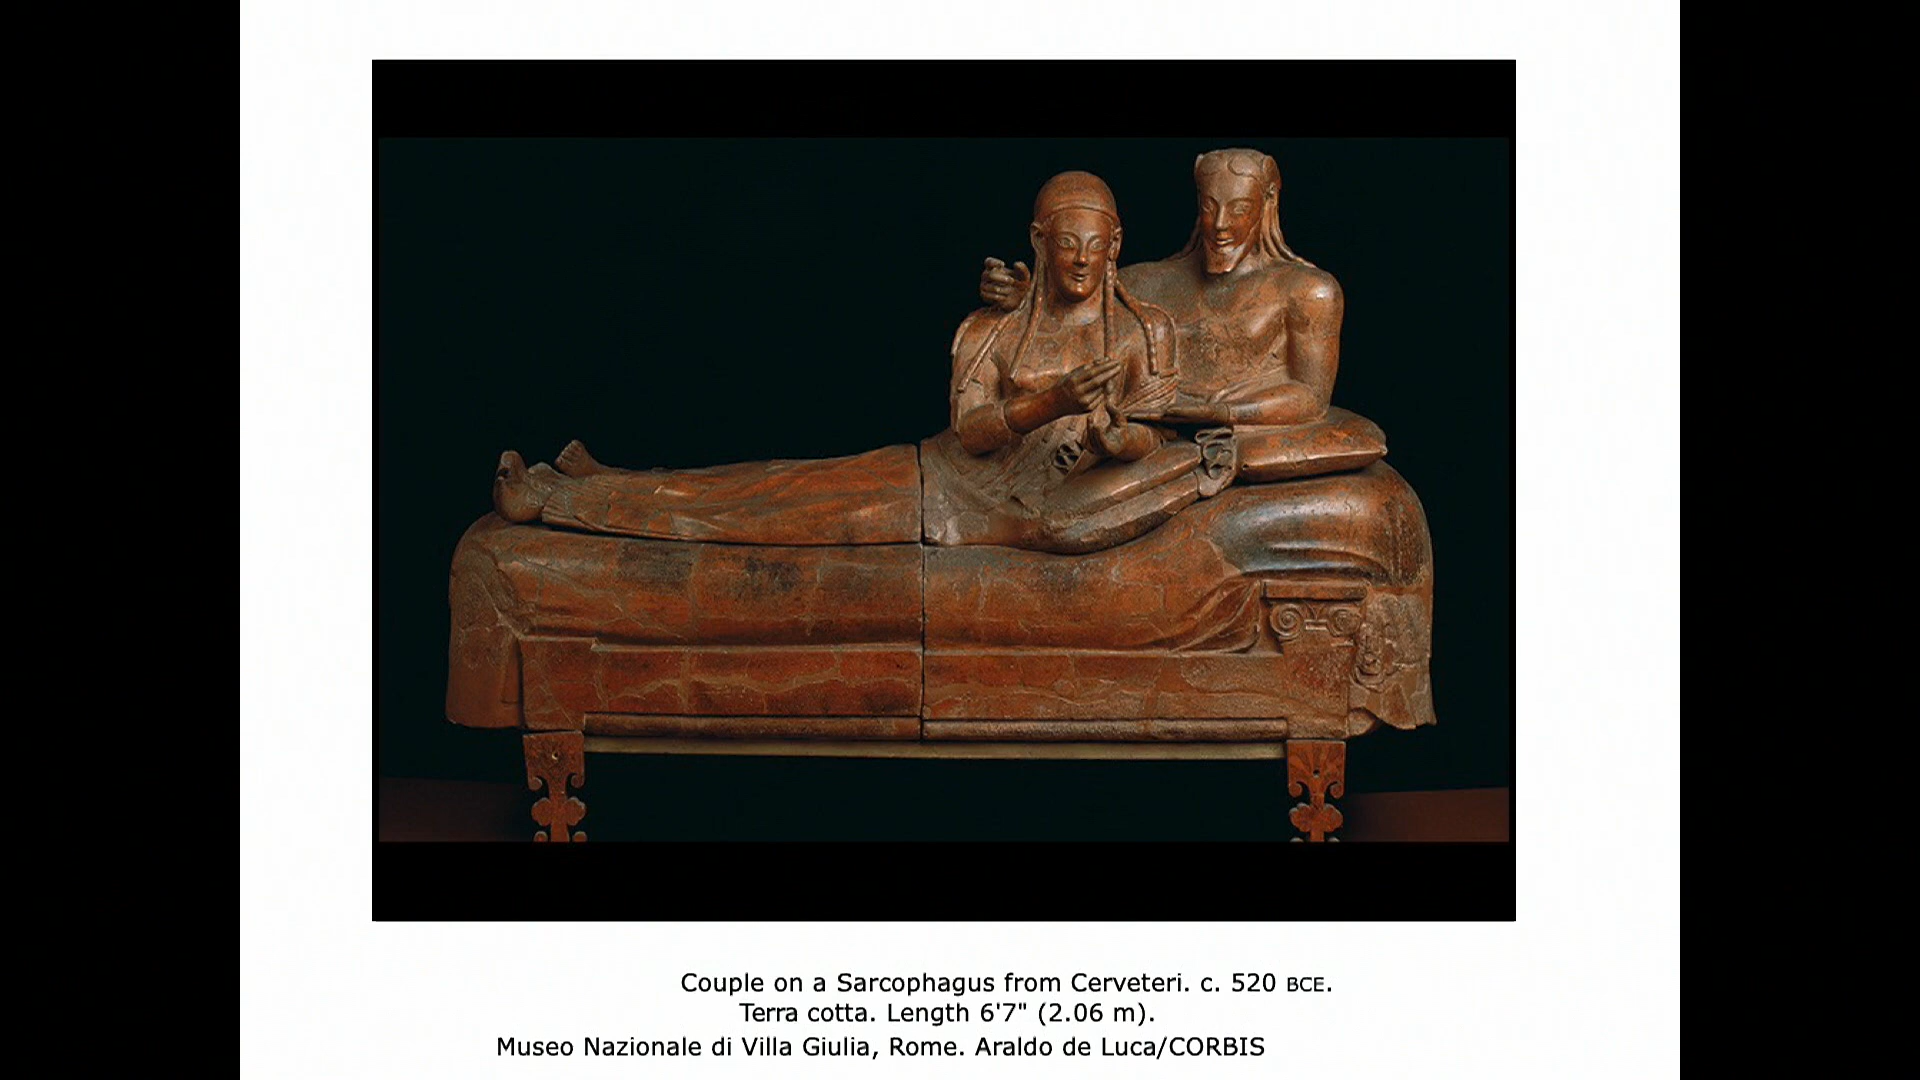 Couple on a Sarcophagus from Cerveteri. c. 520 BCE.
Terra cotta. Length 6'7" (2.06 m).
Museo Nazionale di Villa Giulia, Rome. Araldo de Luca/CORBIS